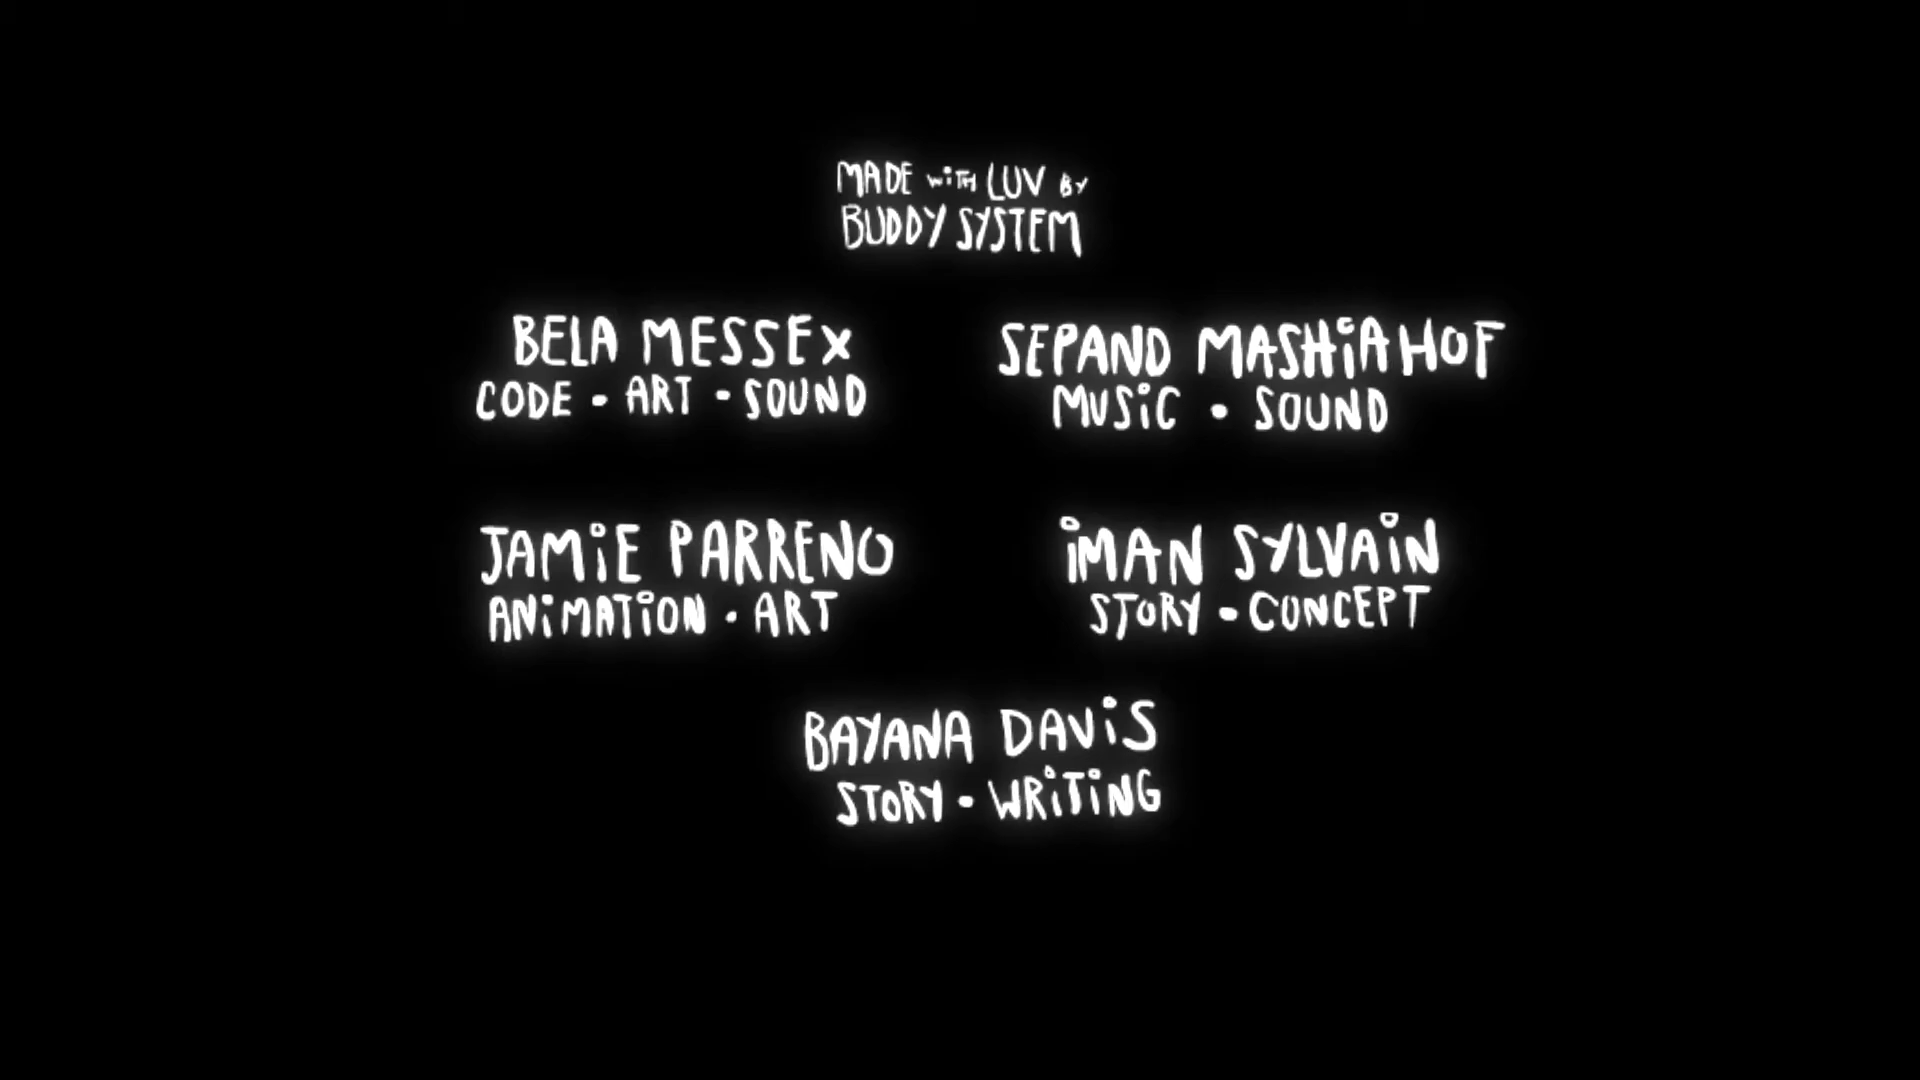 MADE WiTH LUV BY
BUDDY SYSTEM
BELA MESSEX
CODE • ART • SOUND
SEPAND MASHiAHOF
MUSiC • SOUND
JAMiE PARRENO
ANiMATiON • ART
iMAN SYLVAiN
STORY • CONCEPT
BAYANA DAViS
STORY • WRiTiNG